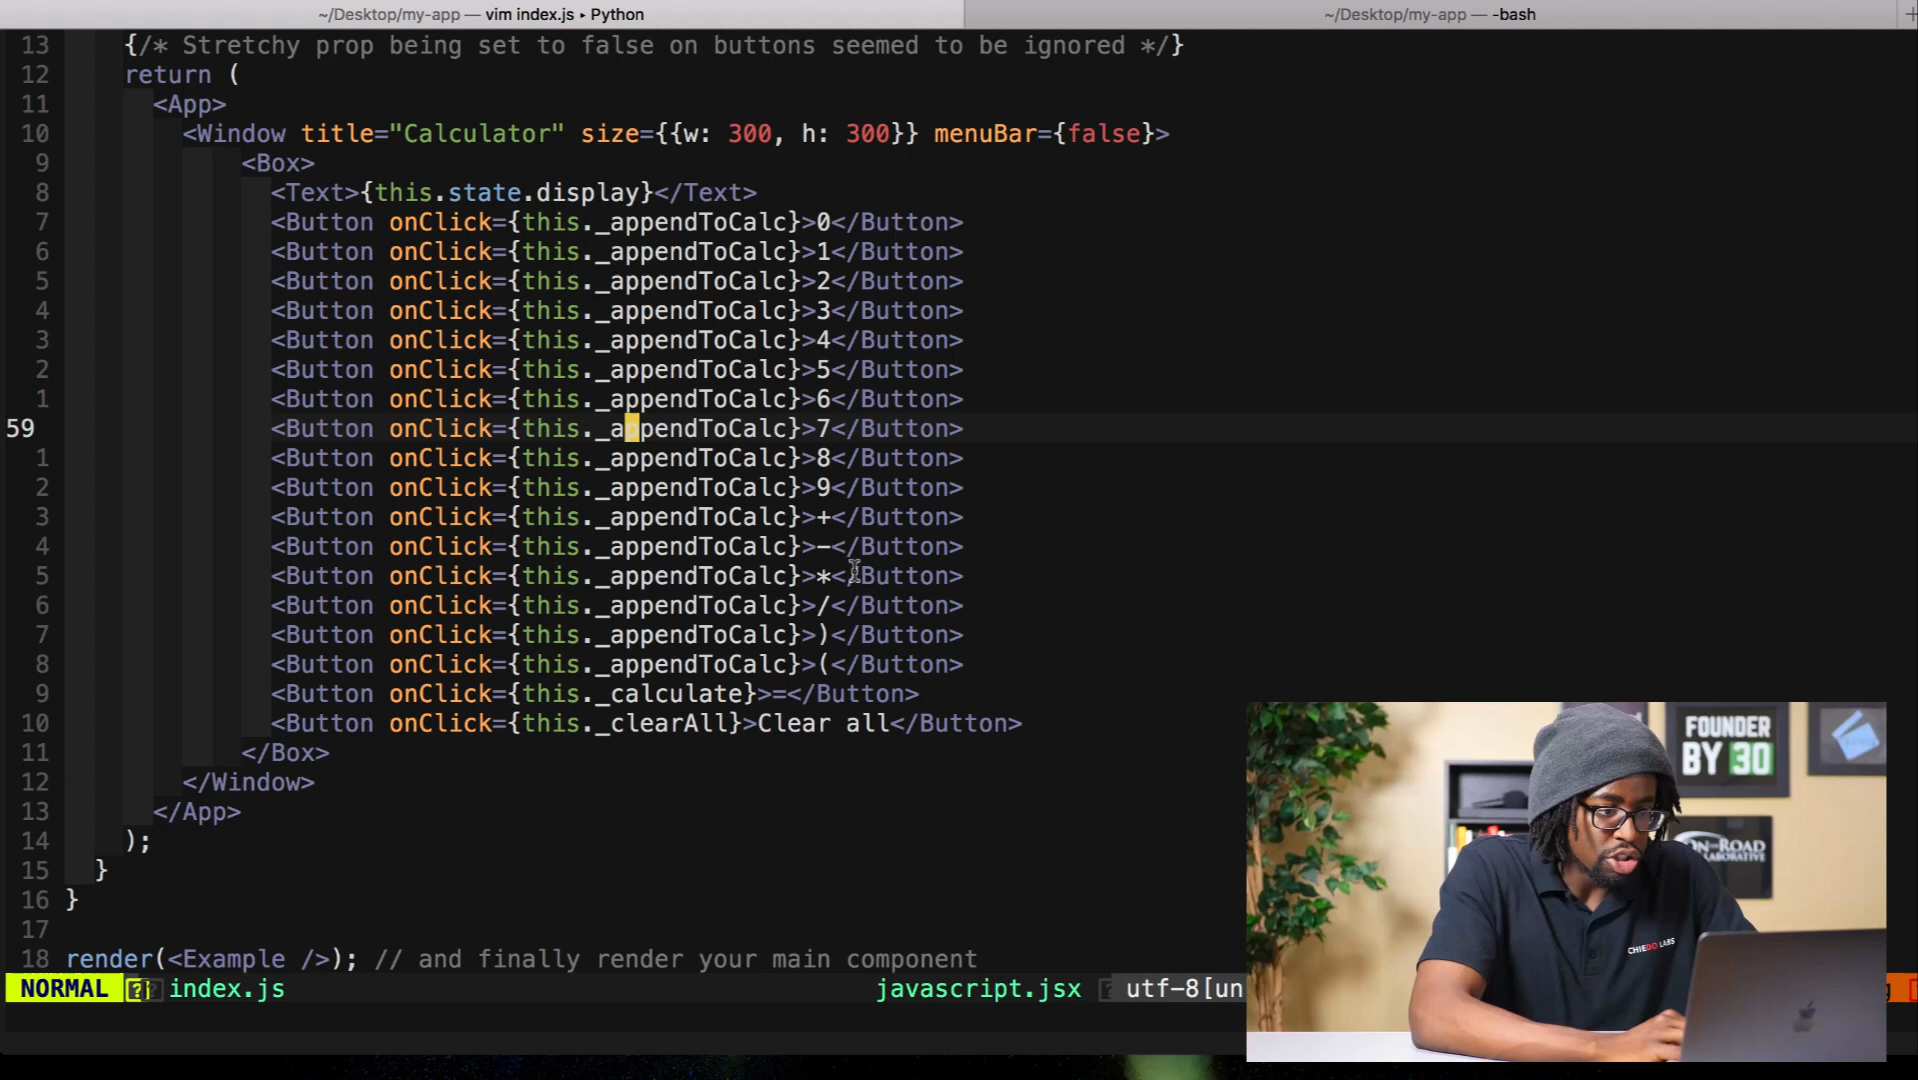 ~/Desktop/my-app — vim index.js ▸ Python
~/Desktop/my-app — -bash
13 {/* Stretchy prop being set to false on buttons seemed to be ignored */}
12 return (
11 <App>
10 <Window title="Calculator" size={{w: 300, h: 300}} menuBar={false}>
9 <Box>
8 <Text>{this.state.display}</Text>
7 <Button onClick={this._appendToCalc}>0</Button>
6 <Button onClick={this._appendToCalc}>1</Button>
5 <Button onClick={this._appendToCalc}>2</Button>
4 <Button onClick={this._appendToCalc}>3</Button>
3 <Button onClick={this._appendToCalc}>4</Button>
2 <Button onClick={this._appendToCalc}>5</Button>
1 <Button onClick={this._appendToCalc}>6</Button>
59 <Button onClick={this._appendToCalc}>7</Button>
1 <Button onClick={this._appendToCalc}>8</Button>
2 <Button onClick={this._appendToCalc}>9</Button>
3 <Button onClick={this._appendToCalc}>+</Button>
4 <Button onClick={this._appendToCalc}>-</Button>
5 <Button onClick={this._appendToCalc}>*</Button>
6 <Button onClick={this._appendToCalc}>/</Button>
7 <Button onClick={this._appendToCalc}>)</Button>
8 <Button onClick={this._appendToCalc}>(</Button>
9 <Button onClick={this._calculate}>=</Button>
10 <Button onClick={this._clearAll}>Clear all</Button>
11 </Box>
12 </Window>
13 </App>
14 );
15 }
16 }
17
18 render(<Example />); // and finally render your main component
NORMAL index.js javascript.jsx utf-8[un
FOUNDER
BY 30
ON-ROAD
CHIEDO LABS